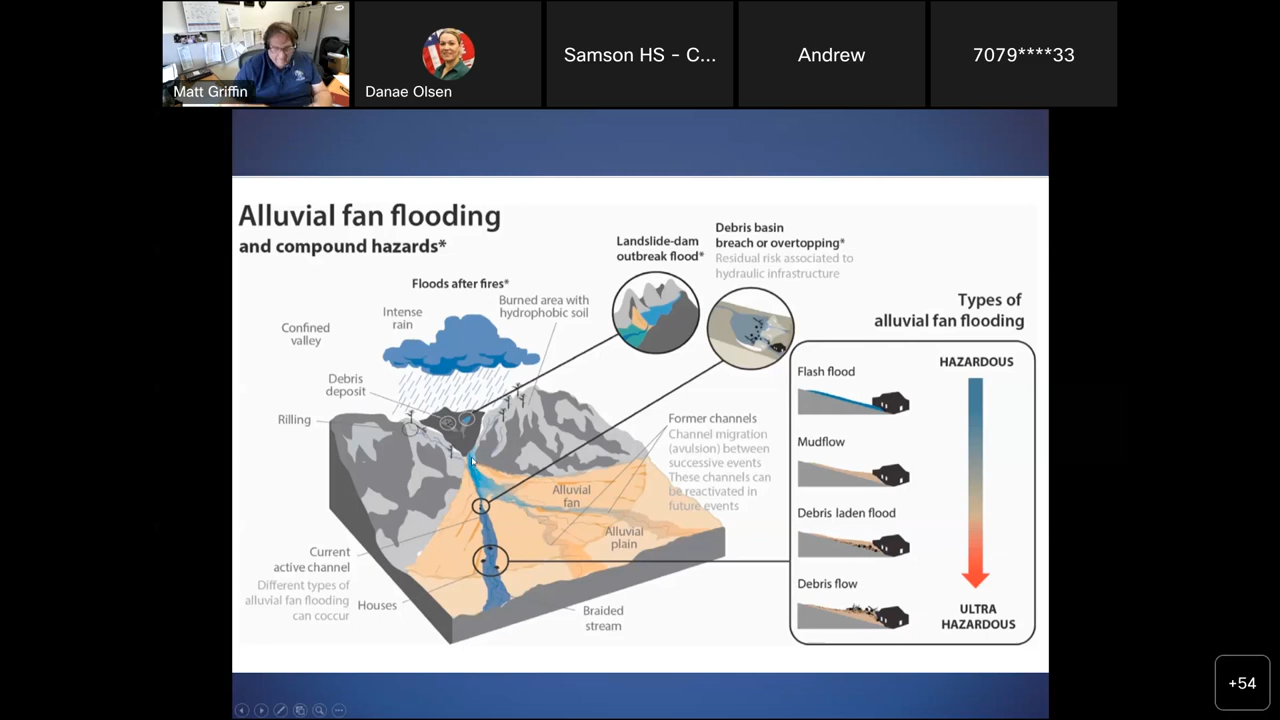 Matt Griffin
Danae Olsen
Samson HS - C...
Andrew
7079****33
Alluvial fan flooding
and compound hazards*
Floods after fires*
Intense
rain
Burned area with
hydrophobic soil
Confined
valley
Debris
deposit
Rilling
Landslide-dam
outbreak flood*
Debris basin
breach or overtopping*
Residual risk associated to
hydraulic infrastructure
Former channels
Channel migration
(avulsion) between
successive events
These channels can
be reactivated in
future events
Alluvial
fan
Alluvial
plain
Current
active channel
Different types of
alluvial fan flooding
can coccur
Houses
Braided
stream
Types of
alluvial fan flooding
HAZARDOUS
Flash flood
Mudflow
Debris laden flood
Debris flow
ULTRA
HAZARDOUS
+54